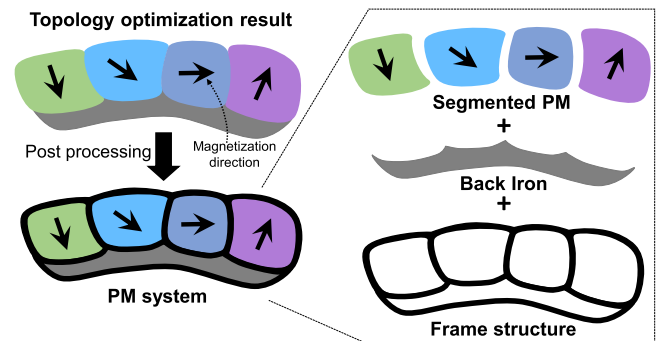 Topology optimization result
Magnetization
direction
Post processing
PM system
Segmented PM
+
Back Iron
+
Frame structure